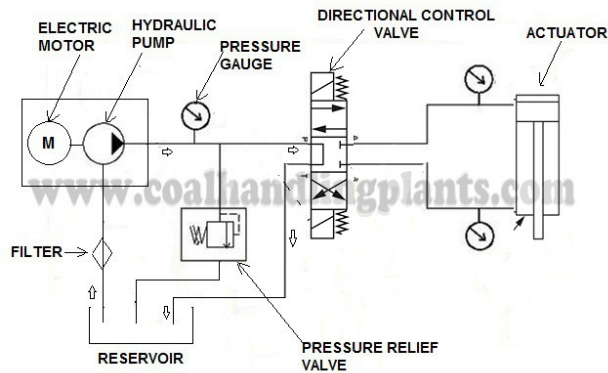 ELECTRIC
MOTOR
HYDRAULIC
PUMP
PRESSURE
GAUGE
DIRECTIONAL CONTROL
VALVE
ACTUATOR
M
P
T
www.coalhandlingplants.com
FILTER
RESERVOIR
PRESSURE RELIEF
VALVE